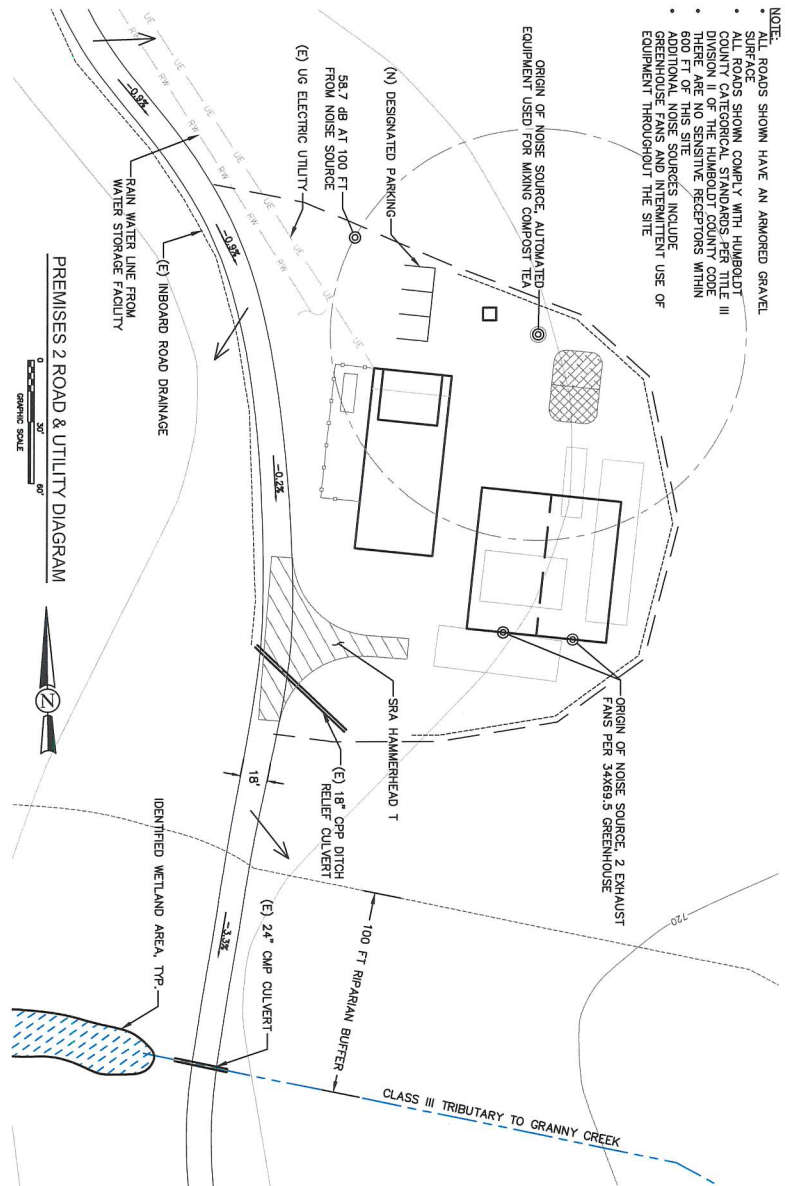 NOTE:
• ALL ROADS SHOWN HAVE AN ARMORED GRAVEL
SURFACE
• ALL ROADS SHOWN COMPLY WITH HUMBOLDT
COUNTY CATEGORICAL STANDARDS PER TITLE III
DIVISION II OF THE HUMBOLDT COUNTY CODE
• THERE ARE NO SENSITIVE RECEPTORS WITHIN
600 FT OF THIS SITE
• ADDITIONAL NOISE SOURCES INCLUDE
GREENHOUSE FANS AND INTERMITTENT USE OF
EQUIPMENT THROUGHOUT THE SITE
ORIGIN OF NOISE SOURCE, AUTOMATED
EQUIPMENT USED FOR MIXING COMPOST TEA
(N) DESIGNATED PARKING
58.7 dB AT 100 FT
FROM NOISE SOURCE
(E) UG ELECTRIC UTILITY
UE
UE
UE
UE
UE
RW
RW
RW
RW
-0.9%
-0.9%
-0.2%
-3.3%
RAIN WATER LINE FROM
WATER STORAGE FACILITY
(E) INBOARD ROAD DRAINAGE
ORIGIN OF NOISE SOURCE, 2 EXHAUST
FANS PER 34X69.5 GREENHOUSE
SRA HAMMERHEAD T
(E) 18" CPP DITCH
RELIEF CULVERT
18'
720
100 FT RIPARIAN BUFFER
(E) 24" CMP CULVERT
IDENTIFIED WETLAND AREA, TYP.
CLASS III TRIBUTARY TO GRANNY CREEK
PREMISES 2 ROAD & UTILITY DIAGRAM
0 30' 60'
GRAPHIC SCALE
N